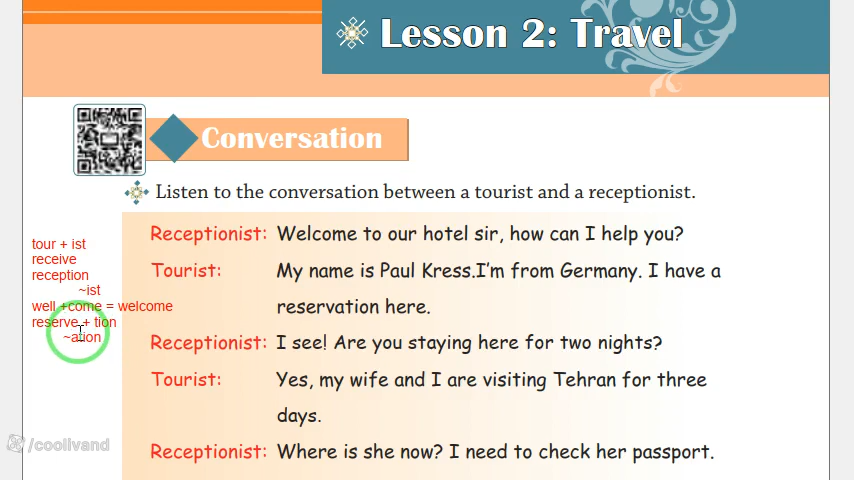 Lesson 2: Travel
Conversation
Listen to the conversation between a tourist and a receptionist.
Receptionist: Welcome to our hotel sir, how can I help you?
Tourist: My name is Paul Kress.I'm from Germany. I have a
reservation here.
Receptionist: I see! Are you staying here for two nights?
Tourist: Yes, my wife and I are visiting Tehran for three
days.
Receptionist: Where is she now? I need to check her passport.
tour + ist
receive
reception
~ist
well +come = welcome
reserve + tion
~ation
/coolivand